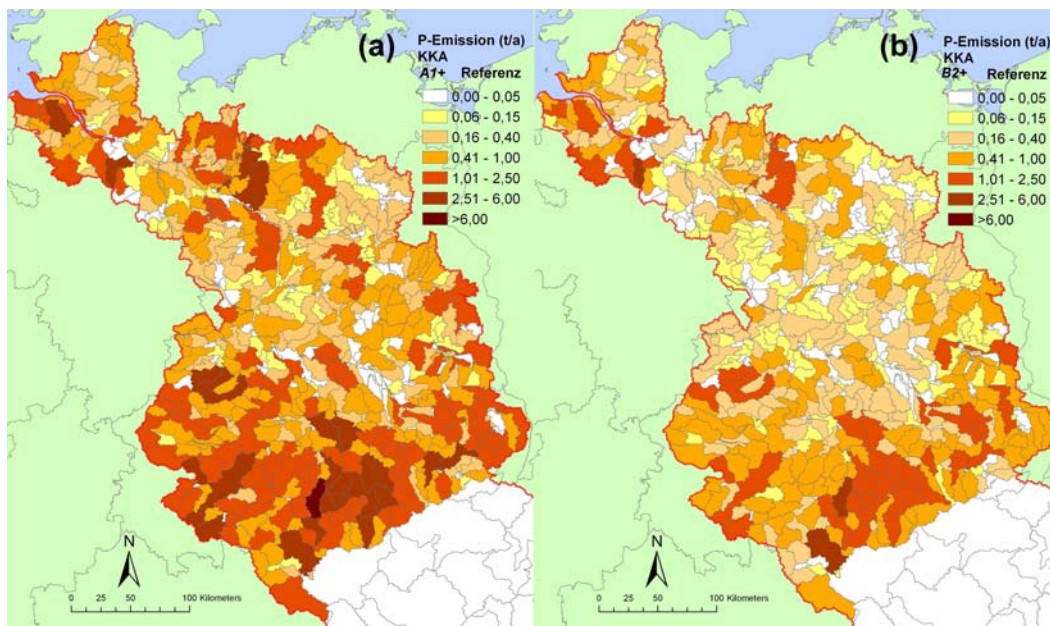 (a)
P-Emission (t/a)
KKA
A1+ Referenz
0,00 - 0,05
0,06 - 0,15
0,16 - 0,40
0,41 - 1,00
1,01 - 2,50
2,51 - 6,00
>6,00
N
0 25 50 100 Kilometers
(b)
P-Emission (t/a)
KKA
B2+ Referenz
0,00 - 0,05
0,06 - 0,15
0,16 - 0,40
0,41 - 1,00
1,01 - 2,50
2,51 - 6,00
>6,00
N
0 25 50 100 Kilometers